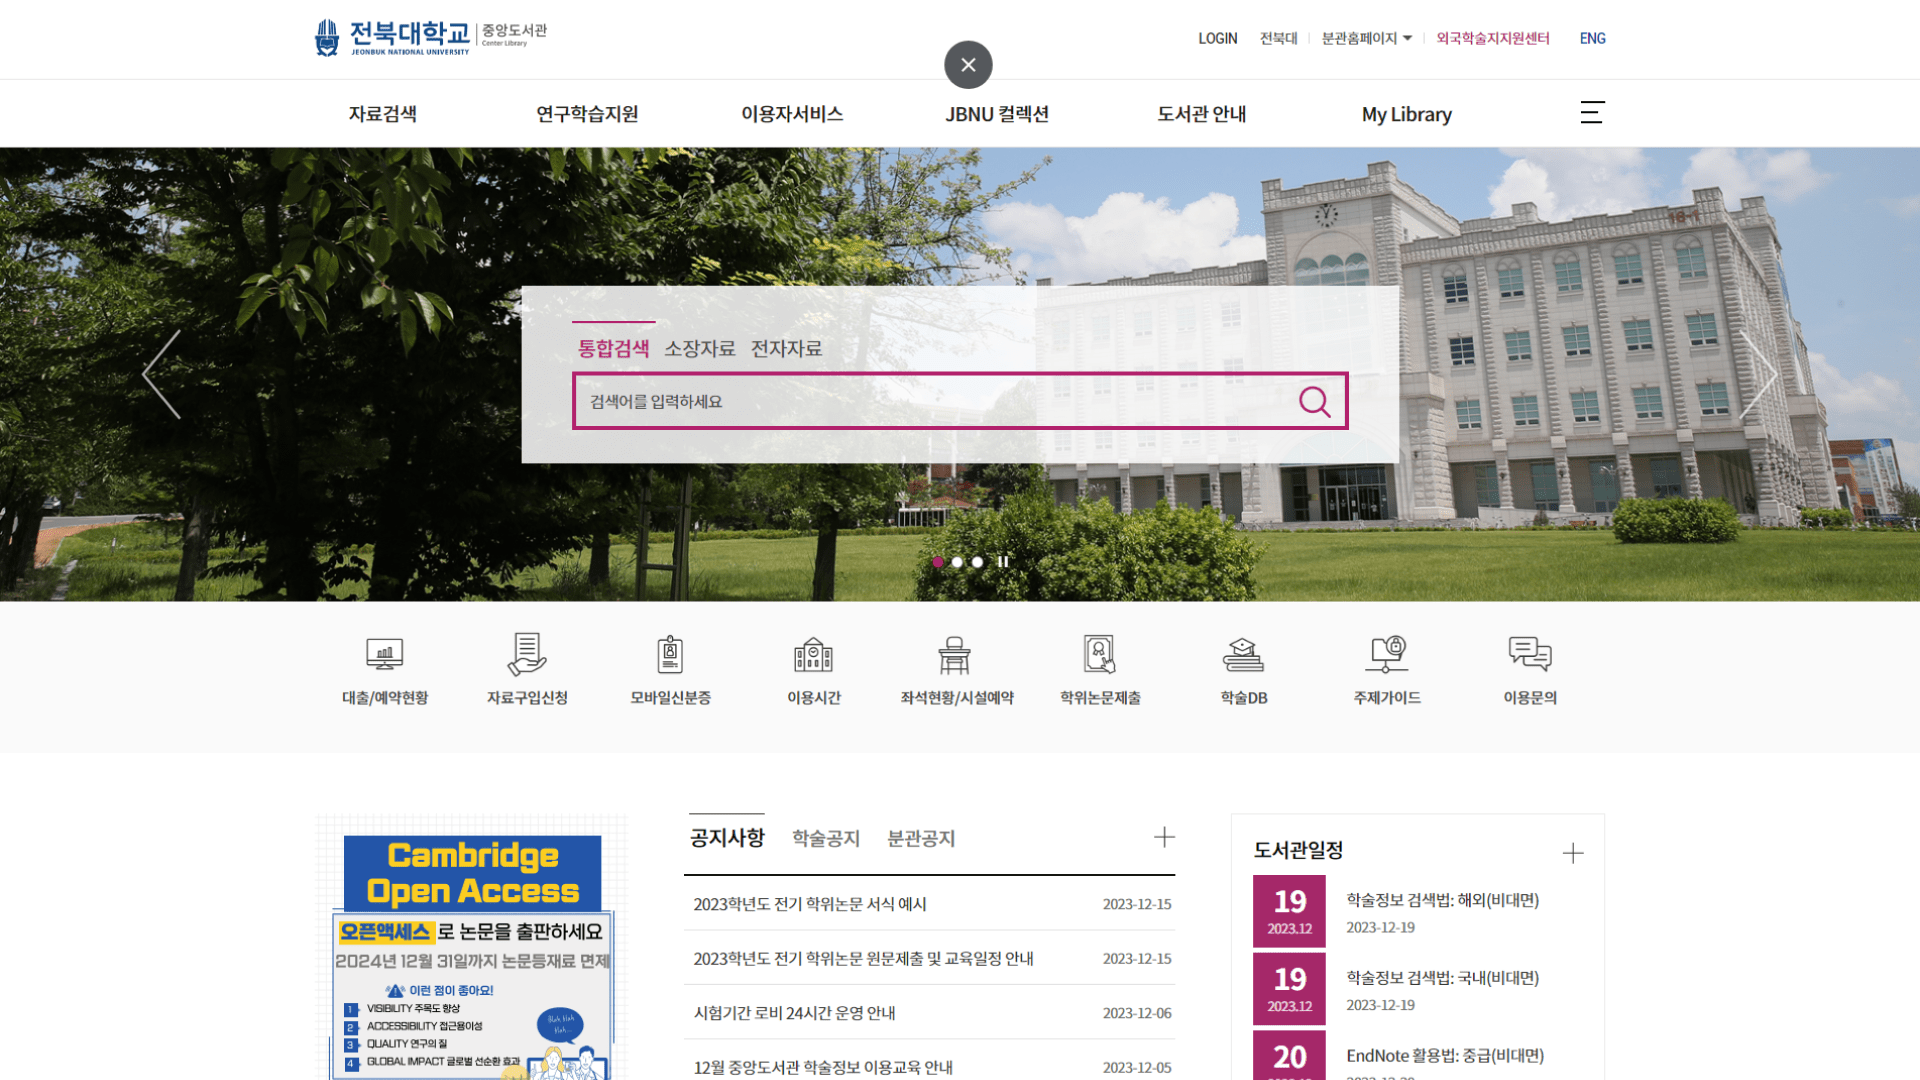 전북대학교 중앙도서관
JEONBUK NATIONAL UNIVERSITY Center Library
LOGIN 전북대 분관홈페이지 외국학술지지원센터 ENG
자료검색 연구학습지원 이용자서비스 JBNU 컬렉션 도서관 안내 My Library
18-1
통합검색 소장자료 전자자료
검색어를 입력하세요
대출/예약현황 자료구입신청 모바일신분증 이용시간 좌석현황/시설예약 학위논문제출 학술DB 주제가이드 이용문의
Cambridge
Open Access
오픈액세스 로 논문을 출판하세요
2024년 12월 31일까지 논문등재료 면제
이런 점이 좋아요!
1 VISIBILITY 주목도 향상
2 ACCESSIBILITY 접근용이성
3 QUALITY 연구의 질
4 GLOBAL IMPACT 글로벌 선순환 효과
Blah blah
blah...
공지사항 학술공지 분관공지
2023학년도 전기 학위논문 서식 예시 2023-12-15
2023학년도 전기 학위논문 원문제출 및 교육일정 안내 2023-12-15
시험기간 로비 24시간 운영 안내 2023-12-06
12월 중앙도서관 학술정보 이용교육 안내 2023-12-05
도서관일정
19
2023.12
학술정보 검색법: 해외(비대면)
2023-12-19
19
2023.12
학술정보 검색법: 국내(비대면)
2023-12-19
20
EndNote 활용법: 중급(비대면)